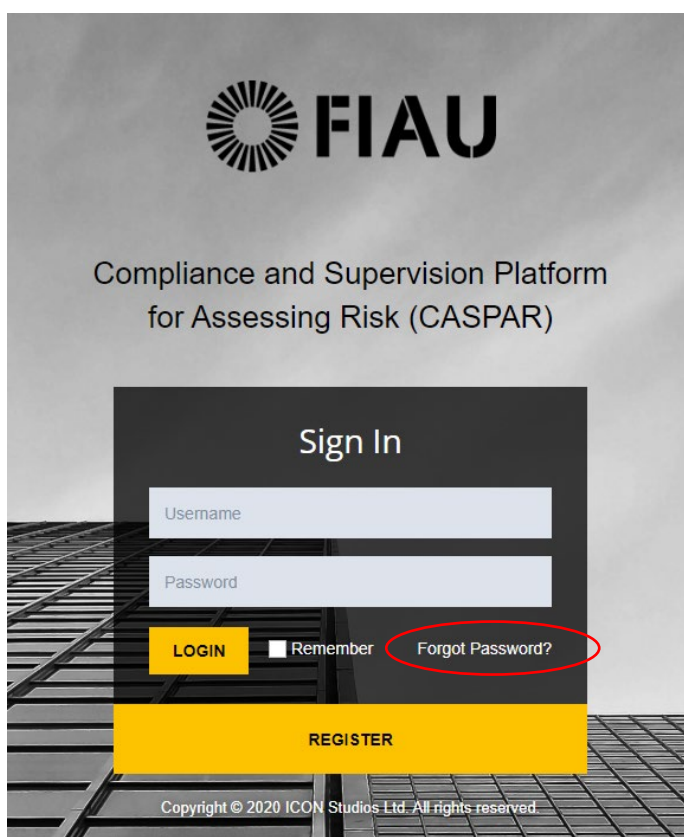 FIAU
Compliance and Supervision Platform
for Assessing Risk (CASPAR)
Sign In
Username
Password
LOGIN Remember Forgot Password?
REGISTER
Copyright © 2020 ICON Studios Ltd. All rights reserved.